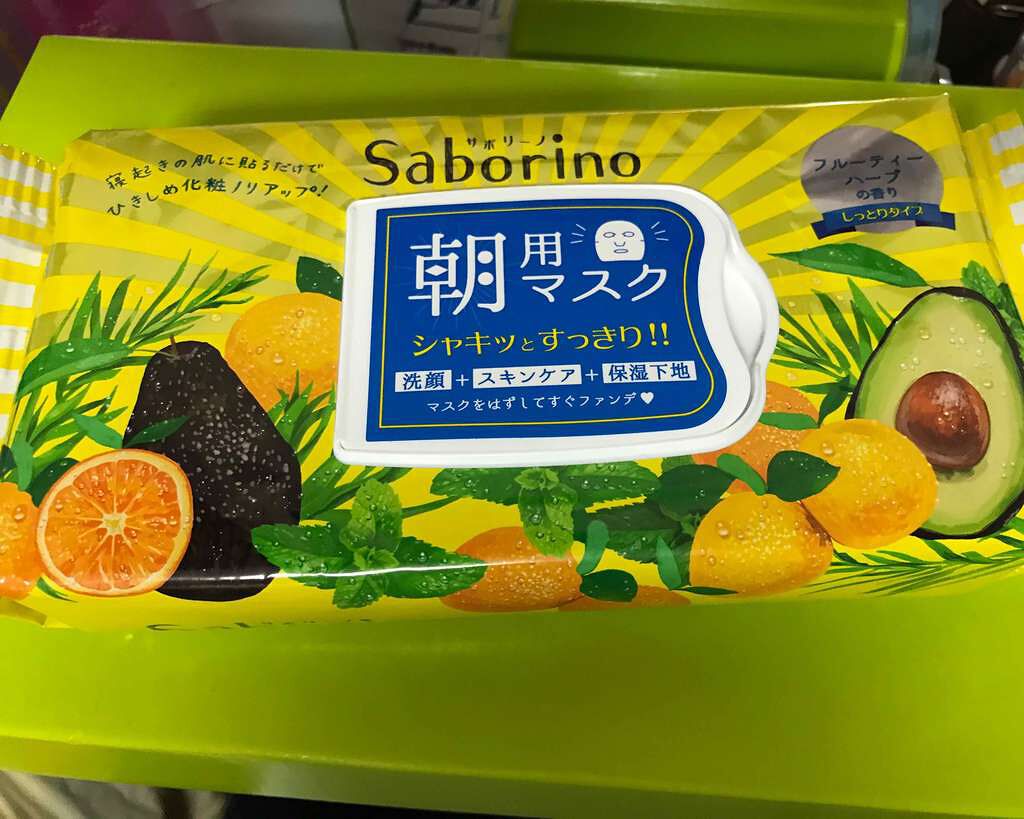 サボリーノ
Saborino
寝起きの肌に貼るだけで
ひきしめ化粧ノリアップ!
フルーティー
ハーブ
の香り
しっとりタイプ
朝用マスク
シャキッとすっきり!!
洗顔+スキンケア+保湿下地
マスクをはずしてすぐファンデ♥